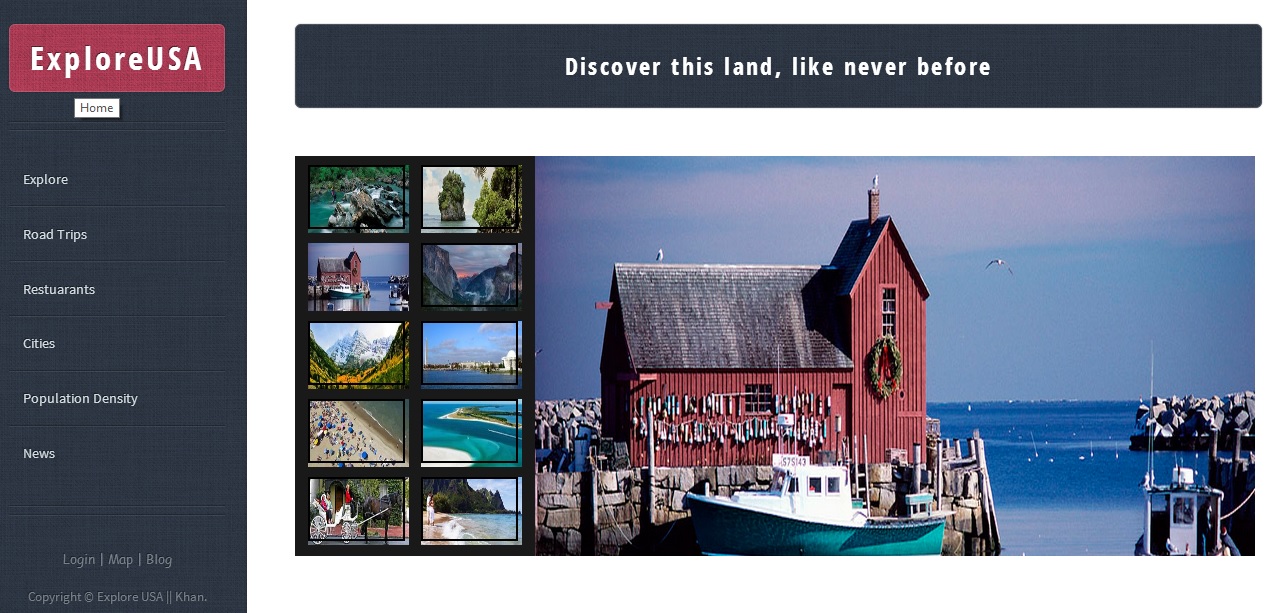 ExploreUSA
Home
Explore
Road Trips
Restuarants
Cities
Population Density
News
Login | Map | Blog
Copyright © Explore USA || Khan.
Discover this land, like never before